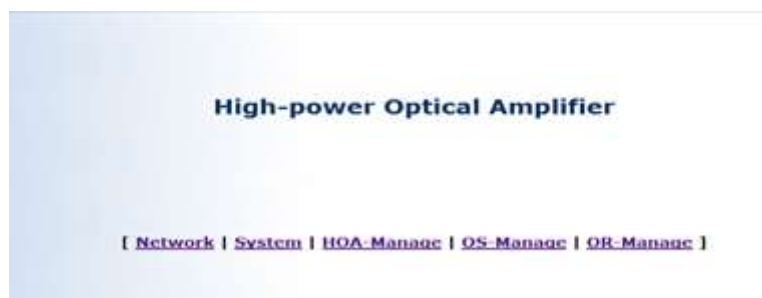 High-power Optical Amplifier
[ Network | System | HOA-Manage | OS-Manage | OR-Manage ]